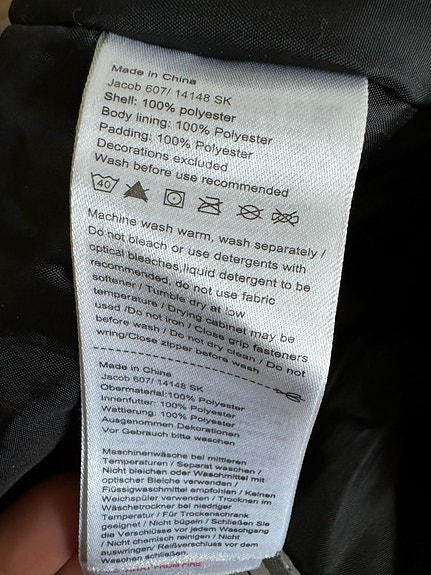 Made in China
Jacob 607/ 14148 SK
Shell: 100% polyester
Body lining: 100% Polyester
Padding: 100% Polyester
Decorations excluded
Wash before use recommended
40
Machine wash warm, wash separately /
Do not bleach or use detergents with
optical bleaches,liquid detergent to be
recommended, do not use fabric
softener / Tumble dry at low
temperature / Drying cabinet may be
used /Do not iron / Close grip fasteners
before wash / Do not dry clean / Do not
wring/Close zipper before wash
Made in China
Jacob 607/ 14148 SK
Obermaterial:100% Polyester
Innenfutter: 100% Polyester
Wattierung: 100% Polyester
Ausgenommen Dekorationen
Vor Gebrauch bitte waschen
Maschinenwäsche bei mittleren
Temperaturen / Separat waschen /
Nicht bleichen oder Waschmittel mit
optischer Bleiche verwenden /
Flüssigwaschmittel empfohlen / Keinen
Weichspüler verwenden / Trocknen im
Wäschetrockner bei niedriger
Temperatur / Für Trockenschrank
geeignet / Nicht bügeln / Schließen Sie
die Verschlüsse vor jedem Waschgang
/ Nicht chemisch reinigen / Nicht
auswringen/ Reißverschluss vor dem
Waschen schließen
AWAY FROM FIRE